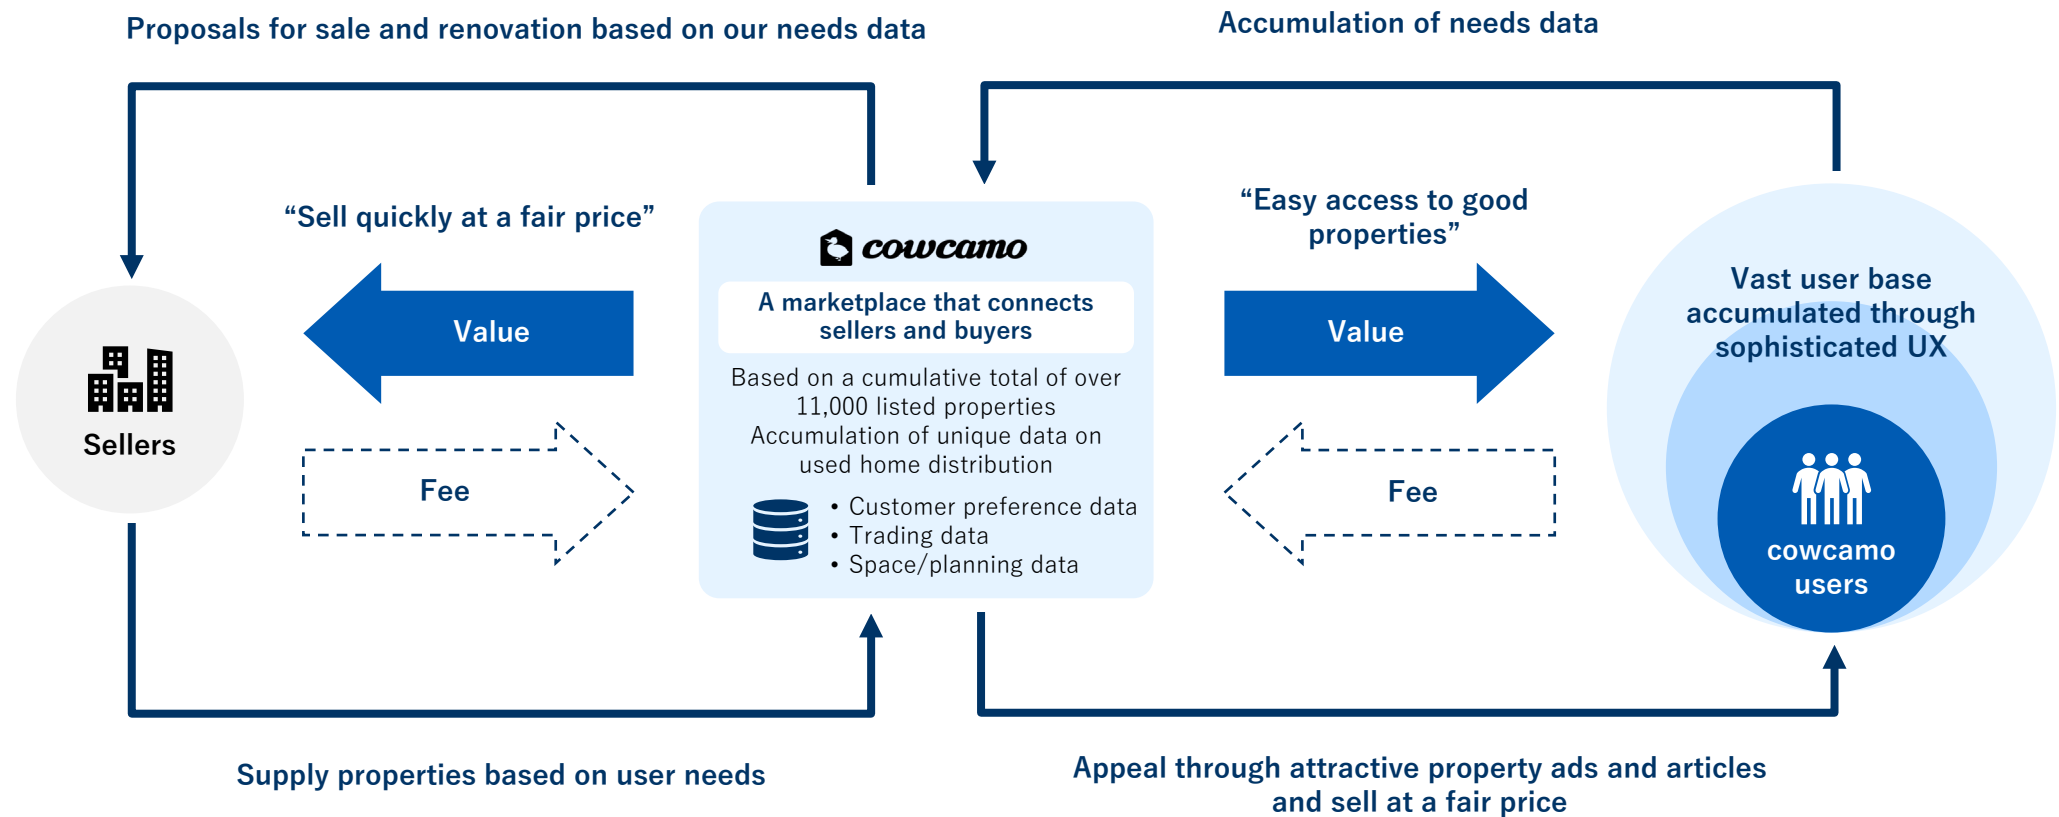 Proposals for sale and renovation based on our needs data
Accumulation of needs data
“Sell quickly at a fair price”
Value
Fee
Sellers
cowcamo
A marketplace that connects
sellers and buyers
Based on a cumulative total of over
11,000 listed properties
Accumulation of unique data on
used home distribution
• Customer preference data
• Trading data
• Space/planning data
“Easy access to good
properties”
Value
Fee
Vast user base
accumulated through
sophisticated UX
cowcamo
users
Supply properties based on user needs
Appeal through attractive property ads and articles
and sell at a fair price